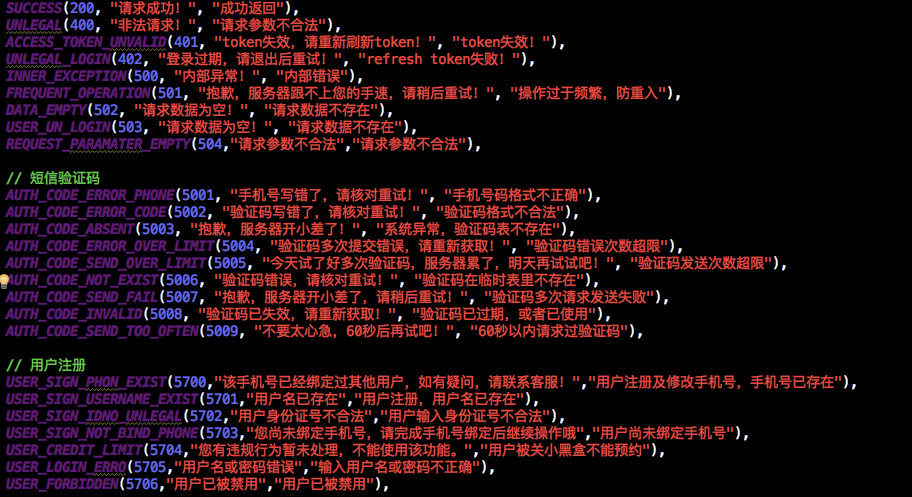 SUCCESS(200, "请求成功！", "成功返回"),
UNLEGAL(400, "非法请求！", "请求参数不合法"),
ACCESS_TOKEN_UNVALID(401, "token失效，请重新刷新token！", "token失效！"),
UNLEGAL_LOGIN(402, "登录过期，请退出后重试！", "refresh token失败！"),
INNER_EXCEPTION(500, "内部异常！", "内部错误"),
FREQUENT_OPERATION(501, "抱歉，服务器跟不上您的手速，请稍后重试！", "操作过于频繁，防重入"),
DATA_EMPTY(502, "请求数据为空！", "请求数据不存在"),
USER_UN_LOGIN(503, "请求数据为空！", "请求数据不存在"),
REQUEST_PARAMATER_EMPTY(504,"请求参数不合法","请求参数不合法"),
// 短信验证码
AUTH_CODE_ERROR_PHONE(5001, "手机号写错了，请核对重试！", "手机号码格式不正确"),
AUTH_CODE_ERROR_CODE(5002, "验证码写错了，请核对重试！", "验证码格式不合法"),
AUTH_CODE_ABSENT(5003, "抱歉，服务器开小差了！", "系统异常，验证码表不存在"),
AUTH_CODE_ERROR_OVER_LIMIT(5004, "验证码多次提交错误，请重新获取！", "验证码错误次数超限"),
AUTH_CODE_SEND_OVER_LIMIT(5005, "今天试了好多次验证码，服务器累了，明天再试试吧！", "验证码发送次数超限"),
AUTH_CODE_NOT_EXIST(5006, "验证码错误，请核对重试！", "验证码在临时表里不存在"),
AUTH_CODE_SEND_FAIL(5007, "抱歉，服务器开小差了，请稍后重试！", "验证码多次请求发送失败"),
AUTH_CODE_INVALID(5008, "验证码已失效，请重新获取！", "验证码已过期，或者已使用"),
AUTH_CODE_SEND_TOO_OFTEN(5009, "不要太心急，60秒后再试吧！", "60秒以内请求过验证码"),
// 用户注册
USER_SIGN_PHON_EXIST(5700,"该手机号已经绑定过其他用户，如有疑问，请联系客服！","用户注册及修改手机号，手机号已存在"),
USER_SIGN_USERNAME_EXIST(5701,"用户名已存在","用户注册，用户名已存在"),
USER_SIGN_IDNO_UNLEGAL(5702,"用户身份证号不合法","用户输入身份证号不合法"),
USER_SIGN_NOT_BIND_PHONE(5703,"您尚未绑定手机号，请完成手机号绑定后继续操作哦","用户尚未绑定手机号"),
USER_CREDIT_LIMIT(5704,"您有违规行为暂未处理，不能使用该功能。","用户被关小黑盒不能预约"),
USER_LOGIN_ERRO(5705,"用户名或密码错误","输入用户名或密码不正确"),
USER_FORBIDDEN(5706,"用户已被禁用","用户已被禁用"),